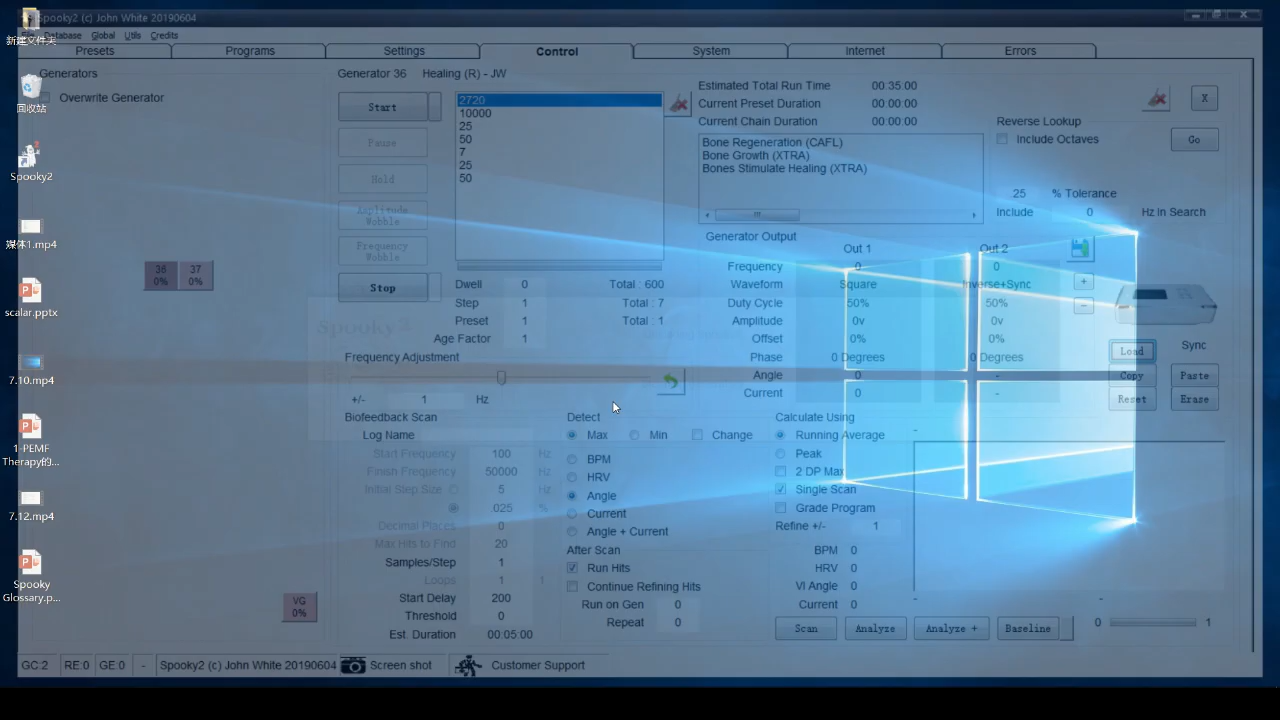 Spooky2 (c) John White 20190604
Database Global Utils Credits
Presets Programs Settings Control System Internet Errors
新建文件夹
回收站
Spooky2
媒体1.mp4
scalar.pptx
7.10.mp4
1-PEMF
Therapy的...
7.12.mp4
Spooky
Glossary.p...
Generators
Overwrite Generator
36
0%
37
0%
VG
0%
Generator 36 Healing (R) - JW
Start
Pause
Hold
Amplitude
Wobble
Frequency
Wobble
Stop
2720
10000
25
50
7
25
50
Dwell 0 Total : 600
Step 1 Total : 7
Preset 1 Total : 1
Age Factor 1
Spooky2
Frequency Adjustment
+/- 1 Hz
Estimated Total Run Time 00:35:00
Current Preset Duration 00:00:00
Current Chain Duration 00:00:00
Bone Regeneration (CAFL)
Bone Growth (XTRA)
Bones Stimulate Healing (XTRA)
X
Reverse Lookup
Include Octaves
Go
25 % Tolerance
Include 0 Hz In Search
Generator Output
Out 1 Out 2
Frequency 0 0
Waveform Square Inverse+Sync
Duty Cycle 50% 50%
Amplitude 0v 0v
Offset 0% 0%
Phase 0 Degrees 0 Degrees
Angle 0 -
Current 0 -
+
-
Sync
Load
Copy Paste
Reset Erase
Biofeedback Scan
Log Name
Start Frequency 100 Hz
Finish Frequency 50000 Hz
Initial Step Size 5 Hz
.025 %
Decimal Places 0
Max Hits to Find 20
Samples/Step 1
Loops 1
Start Delay 200
Threshold 0
Est. Duration 00:05:00
Detect
Max Min Change
BPM
HRV
Angle
Current
Angle + Current
After Scan
Run Hits
Continue Refining Hits
Run on Gen 0
Repeat 0
Calculate Using
Running Average
Peak
2 DP Max
Single Scan
Grade Program
Refine +/- 1
BPM 0
HRV 0
VI Angle 0
Current 0
Scan Analyze Analyze + Baseline 0 1
GC:2 RE:0 GE:0 - Spooky2 (c) John White 20190604 Screen shot Customer Support